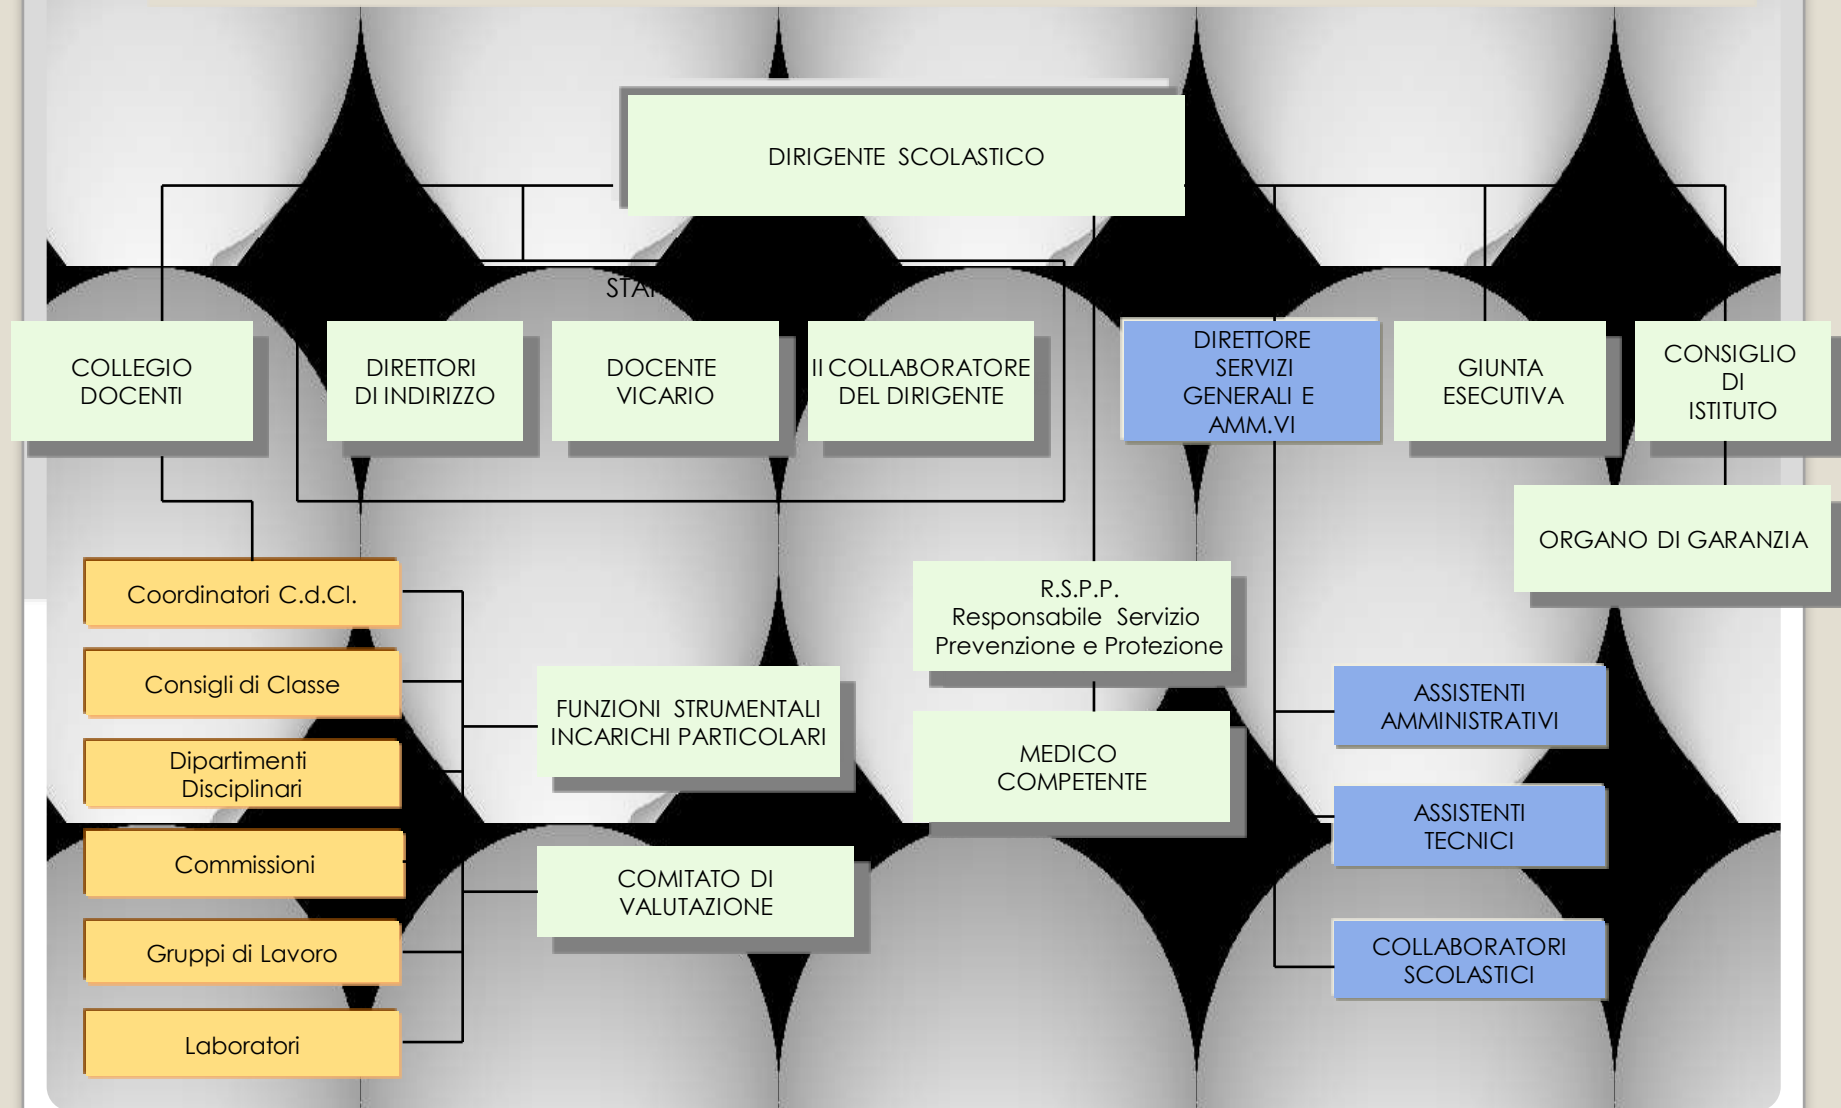 DIRIGENTE SCOLASTICO
COLLEGIO
DOCENTI
DIRETTORI
DI INDIRIZZO
DOCENTE
VICARIO
II COLLABORATORE
DEL DIRIGENTE
DIRETTORE
SERVIZI
GENERALI E
AMM.VI
GIUNTA
ESECUTIVA
CONSIGLIO
DI
ISTITUTO
ORGANO DI GARANZIA
Coordinatori C.d.Cl.
Consigli di Classe
Dipartimenti
Disciplinari
Commissioni
Gruppi di Lavoro
Laboratori
FUNZIONI STRUMENTALI
INCARICHI PARTICOLARI
COMITATO DI
VALUTAZIONE
R.S.P.P.
Responsabile Servizio
Prevenzione e Protezione
MEDICO
COMPETENTE
ASSISTENTI
AMMINISTRATIVI
ASSISTENTI
TECNICI
COLLABORATORI
SCOLASTICI